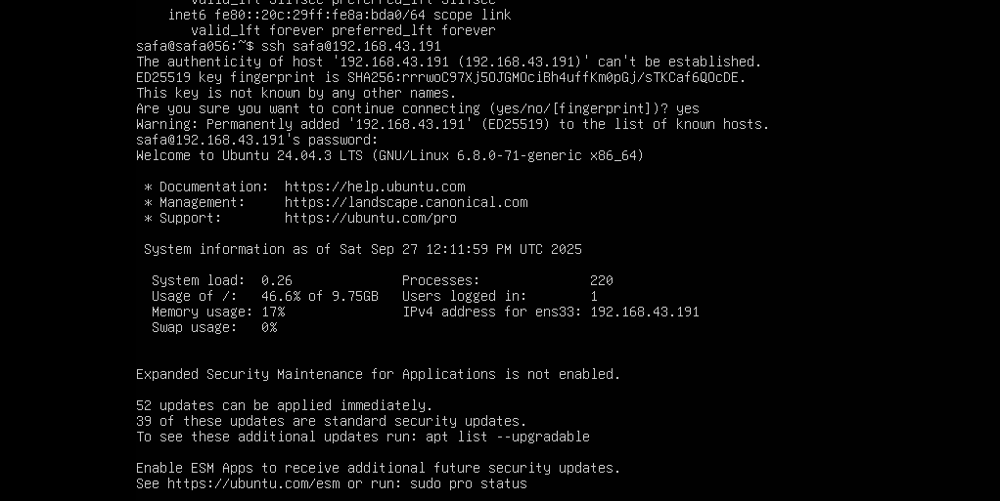 valid_lft 3111sec preferred_lft 3111sec
inet6 fe80::20c:29ff:fe8a:bda0/64 scope link
valid_lft forever preferred_lft forever
safa@safa056:~$ ssh safa@192.168.43.191
The authenticity of host '192.168.43.191 (192.168.43.191)' can't be established.
ED25519 key fingerprint is SHA256:rrrwoC97Xj5OJGMOciBh4uffKm0pGj/sTKCaf6QOcDE.
This key is not known by any other names.
Are you sure you want to continue connecting (yes/no/[fingerprint])? yes
Warning: Permanently added '192.168.43.191' (ED25519) to the list of known hosts.
safa@192.168.43.191's password:
Welcome to Ubuntu 24.04.3 LTS (GNU/Linux 6.8.0-71-generic x86_64)
* Documentation: https://help.ubuntu.com
* Management: https://landscape.canonical.com
* Support: https://ubuntu.com/pro
System information as of Sat Sep 27 12:11:59 PM UTC 2025
System load: 0.26 Processes: 220
Usage of /: 46.6% of 9.75GB Users logged in: 1
Memory usage: 17% IPv4 address for ens33: 192.168.43.191
Swap usage: 0%
Expanded Security Maintenance for Applications is not enabled.
52 updates can be applied immediately.
39 of these updates are standard security updates.
To see these additional updates run: apt list --upgradable
Enable ESM Apps to receive additional future security updates.
See https://ubuntu.com/esm or run: sudo pro status